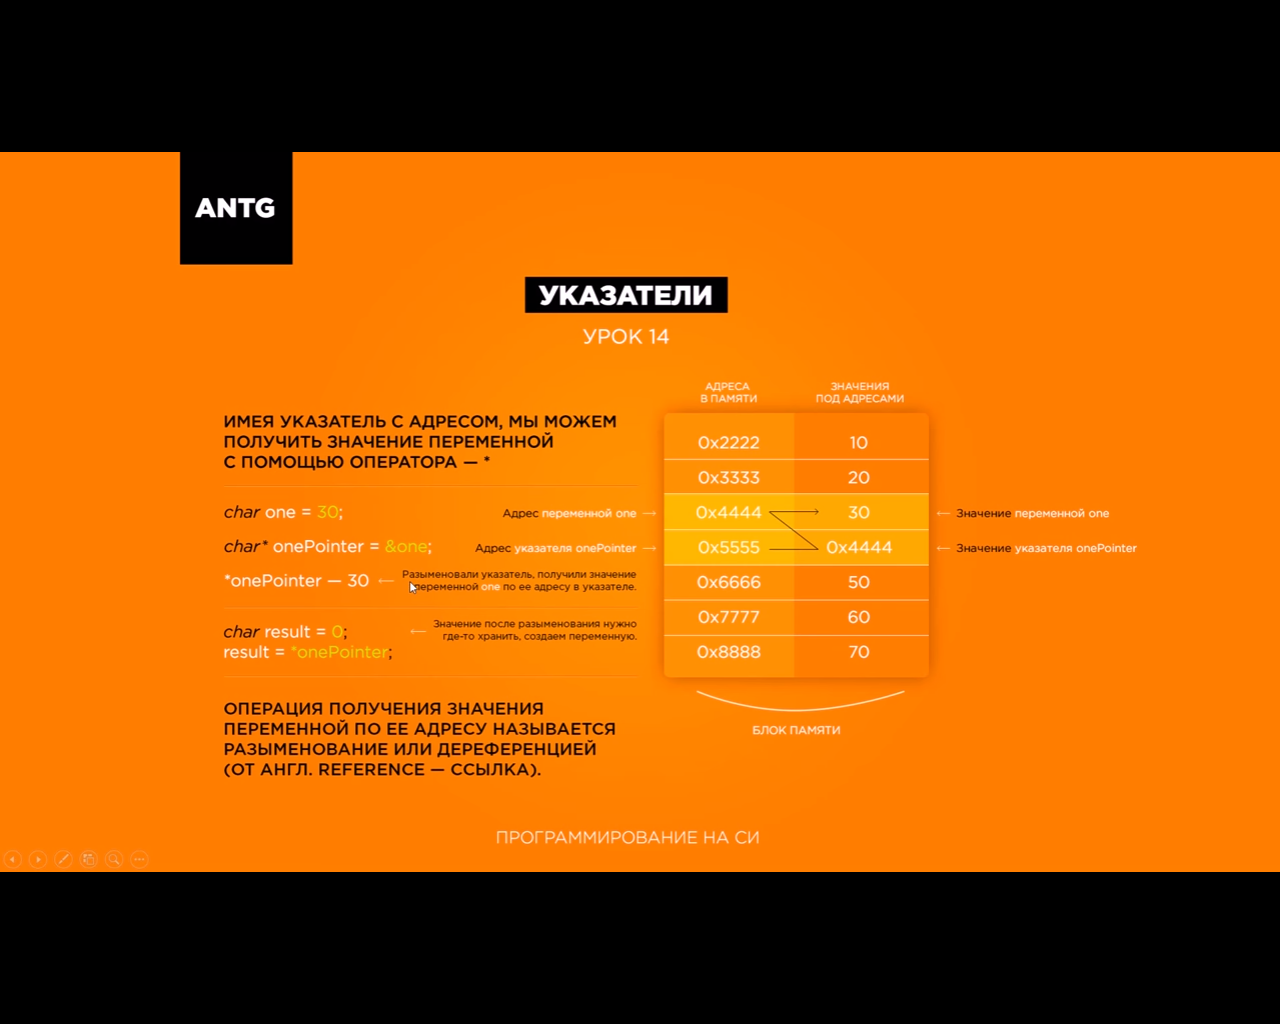 ANTG
УКАЗАТЕЛИ
УРОК 14
ИМЕЯ УКАЗАТЕЛЬ С АДРЕСОМ, МЫ МОЖЕМ
ПОЛУЧИТЬ ЗНАЧЕНИЕ ПЕРЕМЕННОЙ
С ПОМОЩЬЮ ОПЕРАТОРА — *
char one = 30;
Адрес переменной one →
char* onePointer = &one;
Адрес указателя onePointer →
*onePointer — 30 ←
Разыменовали указатель, получили значение
переменной one по ее адресу в указателе.
char result = 0;
result = *onePointer;
← Значение после разыменования нужно
где-то хранить, создаем переменную.
ОПЕРАЦИЯ ПОЛУЧЕНИЯ ЗНАЧЕНИЯ
ПЕРЕМЕННОЙ ПО ЕЕ АДРЕСУ НАЗЫВАЕТСЯ
РАЗЫМЕНОВАНИЕ ИЛИ ДЕРЕФЕРЕНЦИЕЙ
(ОТ АНГЛ. REFERENCE — ССЫЛКА).
АДРЕСА
В ПАМЯТИ
ЗНАЧЕНИЯ
ПОД АДРЕСАМИ
0x2222 10
0x3333 20
0x4444 30
0x5555 0x4444
0x6666 50
0x7777 60
0x8888 70
← Значение переменной one
← Значение указателя onePointer
БЛОК ПАМЯТИ
ПРОГРАММИРОВАНИЕ НА СИ